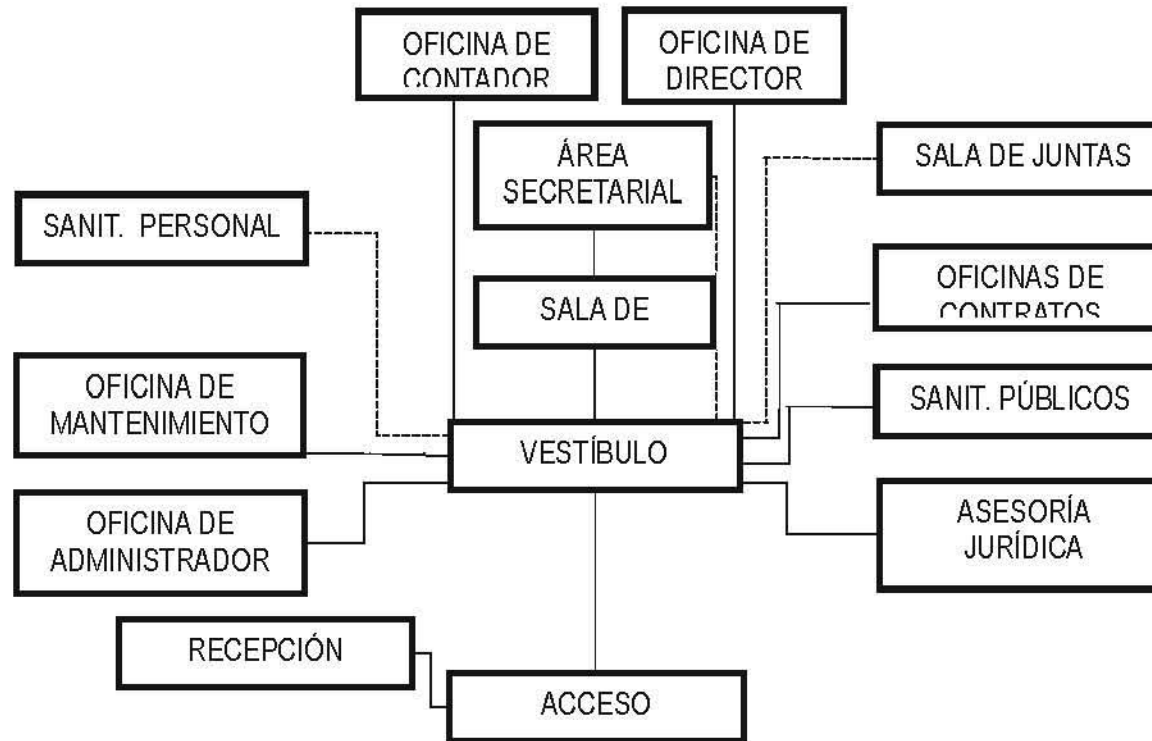 OFICINA DE
CONTADOR
OFICINA DE
DIRECTOR
ÁREA
SECRETARIAL
SALA DE JUNTAS
SANIT. PERSONAL
OFICINAS DE
CONTRATOS
SALA DE
OFICINA DE
MANTENIMIENTO
SANIT. PÚBLICOS
VESTÍBULO
OFICINA DE
ADMINISTRADOR
ASESORÍA
JURÍDICA
RECEPCIÓN
ACCESO